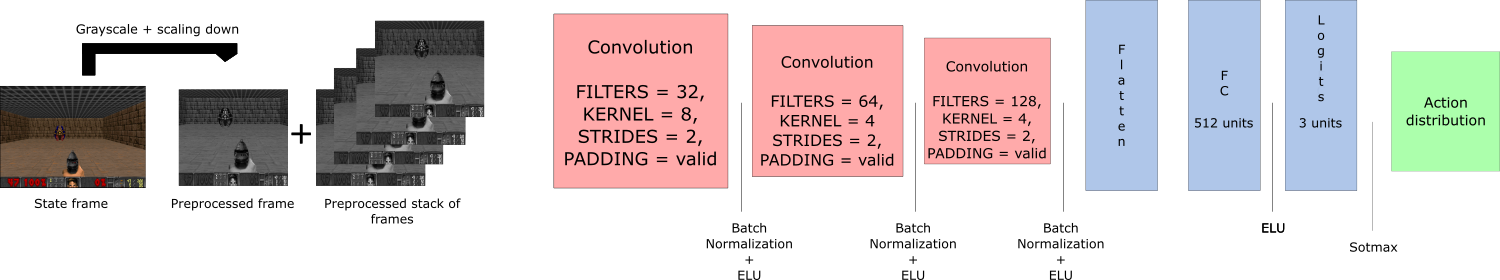 Grayscale + scaling down
+
State frame
Preprocessed frame
Preprocessed stack of
frames
Convolution
FILTERS = 32,
KERNEL = 8,
STRIDES = 2,
PADDING = valid
Batch
Normalization
+
ELU
Convolution
FILTERS = 64,
KERNEL = 4
STRIDES = 2,
PADDING = valid
Batch
Normalization
+
ELU
Convolution
FILTERS = 128,
KERNEL = 4,
STRIDES = 2,
PADDING = valid
Batch
Normalization
+
ELU
Flatten
FC
512 units
ELU
Logits
3 units
Sotmax
Action
distribution